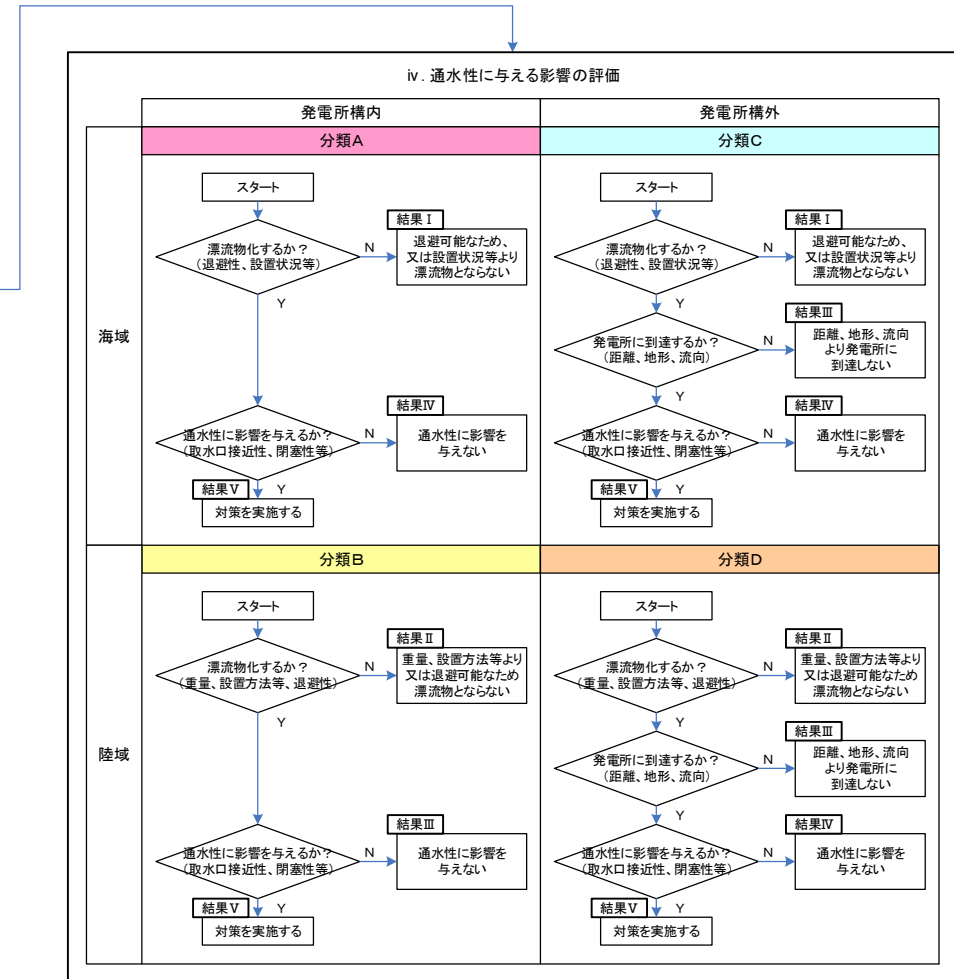 iv. 通水性に与える影響の評価
発電所構内
発電所構外
海域
分類A
スタート
漂流物化するか？
（退避性、設置状況等）
N
結果Ⅰ
退避可能なため、
又は設置状況等より
漂流物とならない
Y
通水性に影響を与えるか？
（取水口接近性、閉塞性等）
N
結果Ⅳ
通水性に影響を
与えない
結果Ⅴ
Y
対策を実施する
分類C
スタート
漂流物化するか？
（退避性、設置状況等）
N
結果Ⅰ
退避可能なため、
又は設置状況等より
漂流物とならない
Y
発電所に到達するか？
（距離、地形、流向）
N
結果Ⅲ
距離、地形、流向
より発電所に
到達しない
Y
通水性に影響を与えるか？
（取水口接近性、閉塞性等）
N
結果Ⅳ
通水性に影響を
与えない
結果Ⅴ
Y
対策を実施する
陸域
分類B
スタート
漂流物化するか？
（重量、設置方法等、退避性）
N
結果Ⅱ
重量、設置方法等より
又は退避可能なため
漂流物とならない
Y
通水性に影響を与えるか？
（取水口接近性、閉塞性等）
N
結果Ⅲ
通水性に影響を
与えない
結果Ⅴ
Y
対策を実施する
分類D
スタート
漂流物化するか？
（重量、設置方法等、退避性）
N
結果Ⅱ
重量、設置方法等より
又は退避可能なため
漂流物とならない
Y
発電所に到達するか？
（距離、地形、流向）
N
結果Ⅲ
距離、地形、流向
より発電所に
到達しない
Y
通水性に影響を与えるか？
（取水口接近性、閉塞性等）
N
結果Ⅳ
通水性に影響を
与えない
結果Ⅴ
Y
対策を実施する